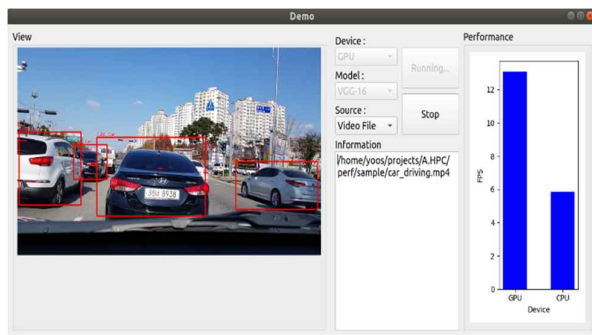 Demo
View
Device :
GPU
Running...
Model :
VGG-16
Source :
Video File
Stop
Information
/home/yoos/projects/A.HPC/
perf/sample/car_driving.mp4
Performance
12
10
8
6
4
2
0
FPS
GPU
CPU
Device
8938